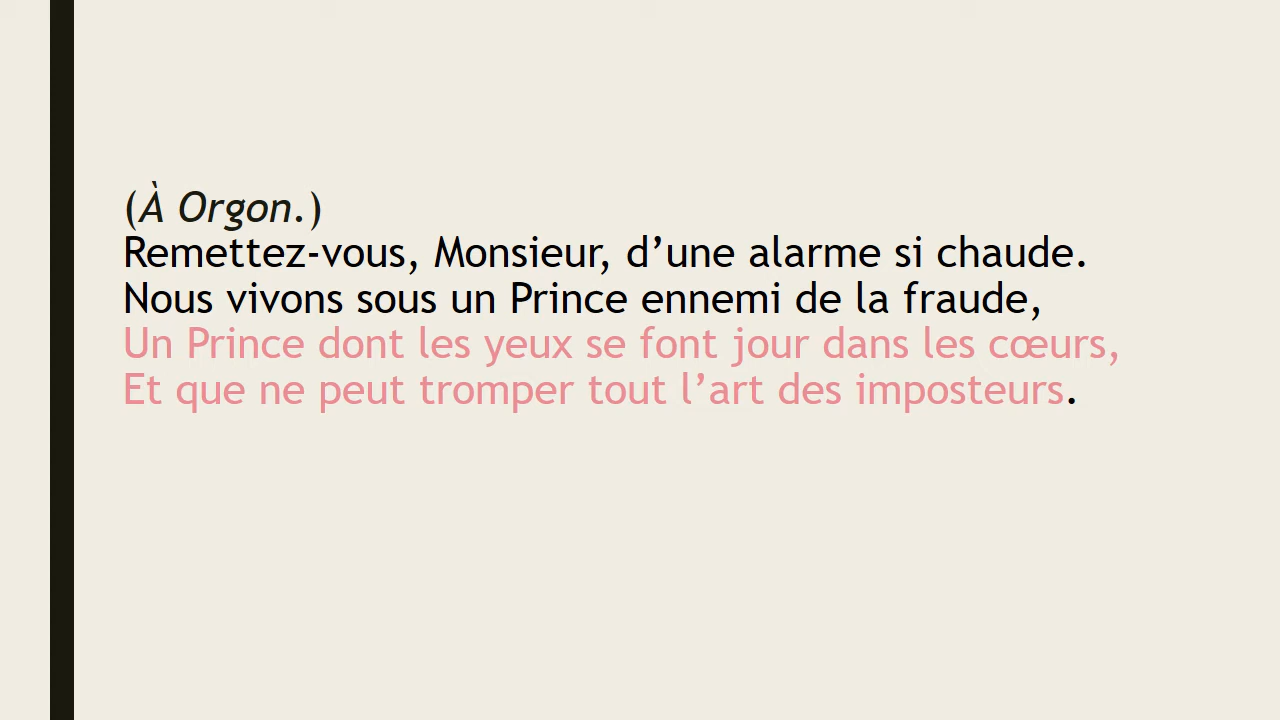 (À Orgon.)
Remettez-vous, Monsieur, d’une alarme si chaude.
Nous vivons sous un Prince ennemi de la fraude,
Un Prince dont les yeux se font jour dans les cœurs,
Et que ne peut tromper tout l’art des imposteurs.